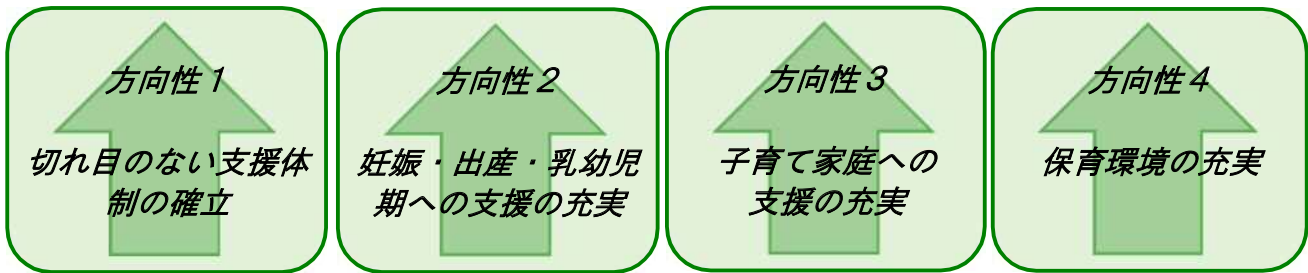 方向性1
切れ目のない支援体
制の確立
方向性2
妊娠・出産・乳幼児
期への支援の充実
方向性3
子育て家庭への
支援の充実
方向性4
保育環境の充実